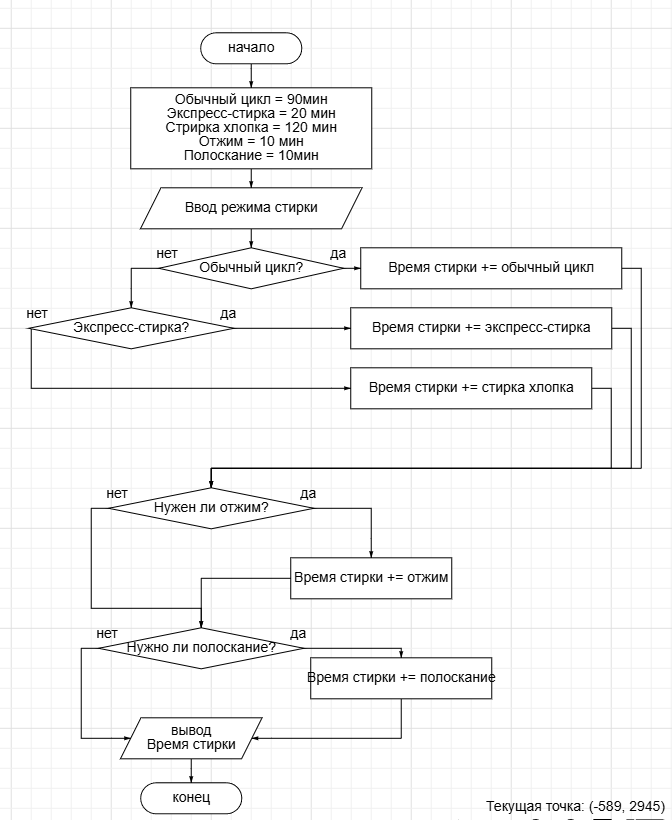 начало
Обычный цикл = 90мин
Экспресс-стирка = 20 мин
Стрирка хлопка = 120 мин
Отжим = 10 мин
Полоскание = 10мин
Ввод режима стирки
нет
да
Обычный цикл?
Время стирки += обычный цикл
нет
да
Экспресс-стирка?
Время стирки += экспресс-стирка
Время стирки += стирка хлопка
нет
да
Нужен ли отжим?
Время стирки += отжим
нет
да
Нужно ли полоскание?
Время стирки += полоскание
вывод
Время стирки
конец
Текущая точка: (-589, 2945)